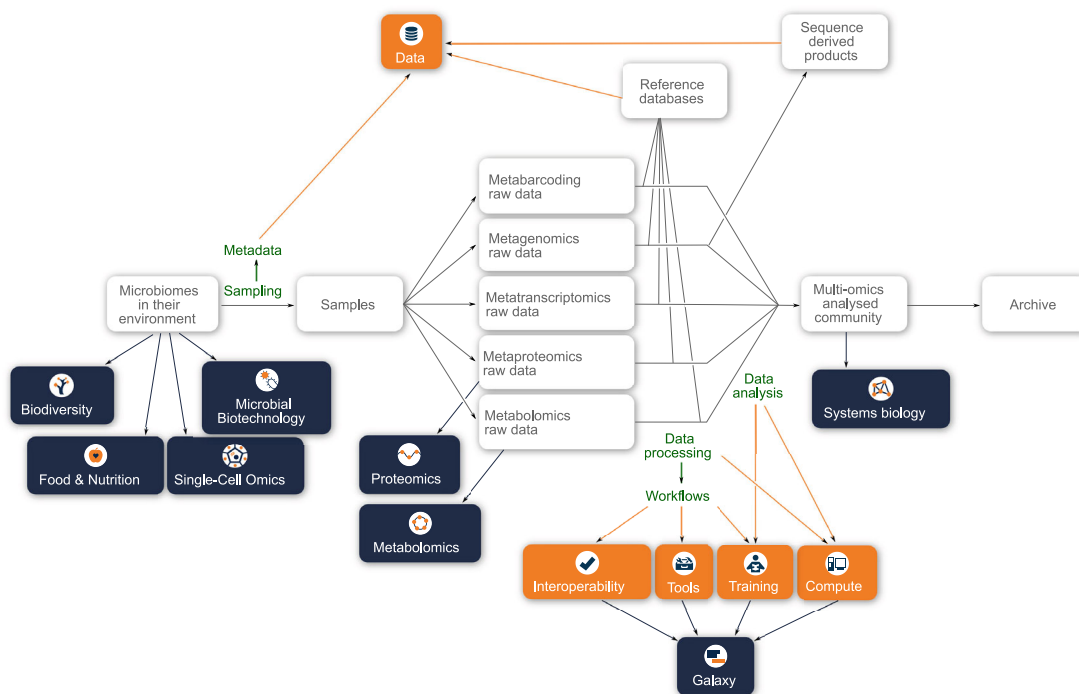 Data
Sequence
derived
products
Reference
databases
Metabarcoding
raw data
Metagenomics
raw data
Metadata
Sampling
Microbiomes
in their
environment
Samples
Metatranscriptomics
raw data
Multi-omics
analysed
community
Archive
Metaproteomics
raw data
Metabolomics
raw data
Biodiversity
Microbial
Biotechnology
Food & Nutrition
Single-Cell Omics
Proteomics
Metabolomics
Data
analysis
Systems biology
Data
processing
Workflows
Interoperability
Tools
Training
Compute
Galaxy